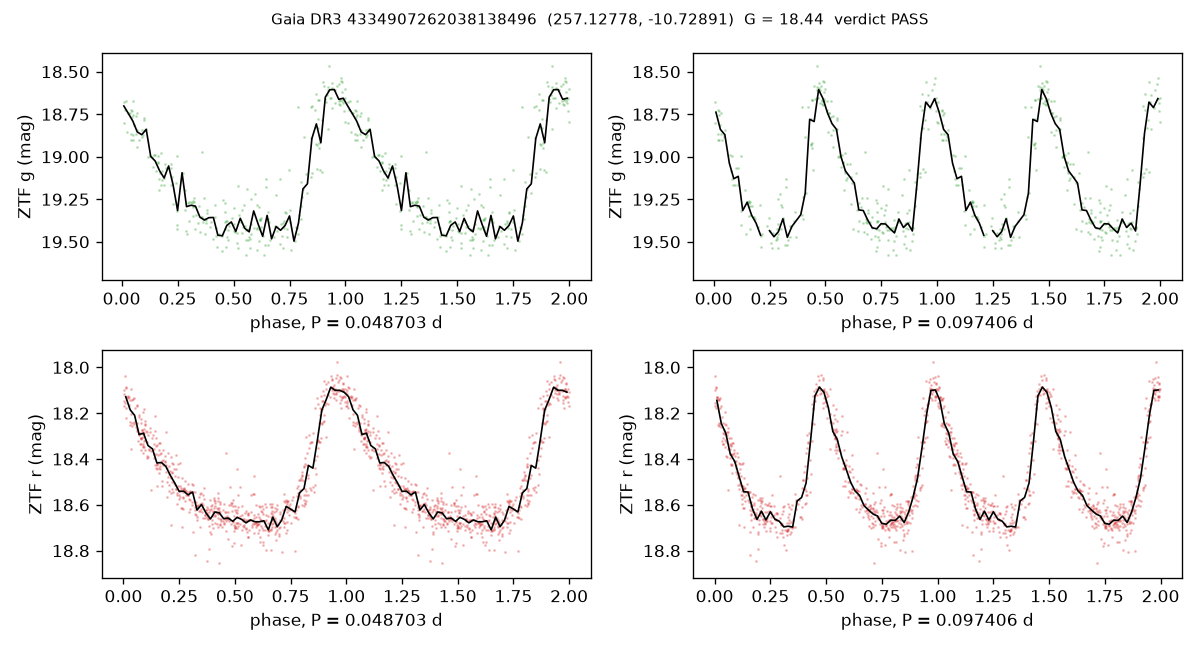 Gaia DR3 4334907262038138496 (257.12778, -10.72891) G = 18.44 verdict PASS
ZTF g (mag)
18.50
18.75
19.00
19.25
19.50
0.00 0.25 0.50 0.75 1.00 1.25 1.50 1.75 2.00
phase, P = 0.048703 d
ZTF g (mag)
18.50
18.75
19.00
19.25
19.50
0.00 0.25 0.50 0.75 1.00 1.25 1.50 1.75 2.00
phase, P = 0.097406 d
ZTF r (mag)
18.0
18.2
18.4
18.6
18.8
0.00 0.25 0.50 0.75 1.00 1.25 1.50 1.75 2.00
phase, P = 0.048703 d
ZTF r (mag)
18.0
18.2
18.4
18.6
18.8
0.00 0.25 0.50 0.75 1.00 1.25 1.50 1.75 2.00
phase, P = 0.097406 d